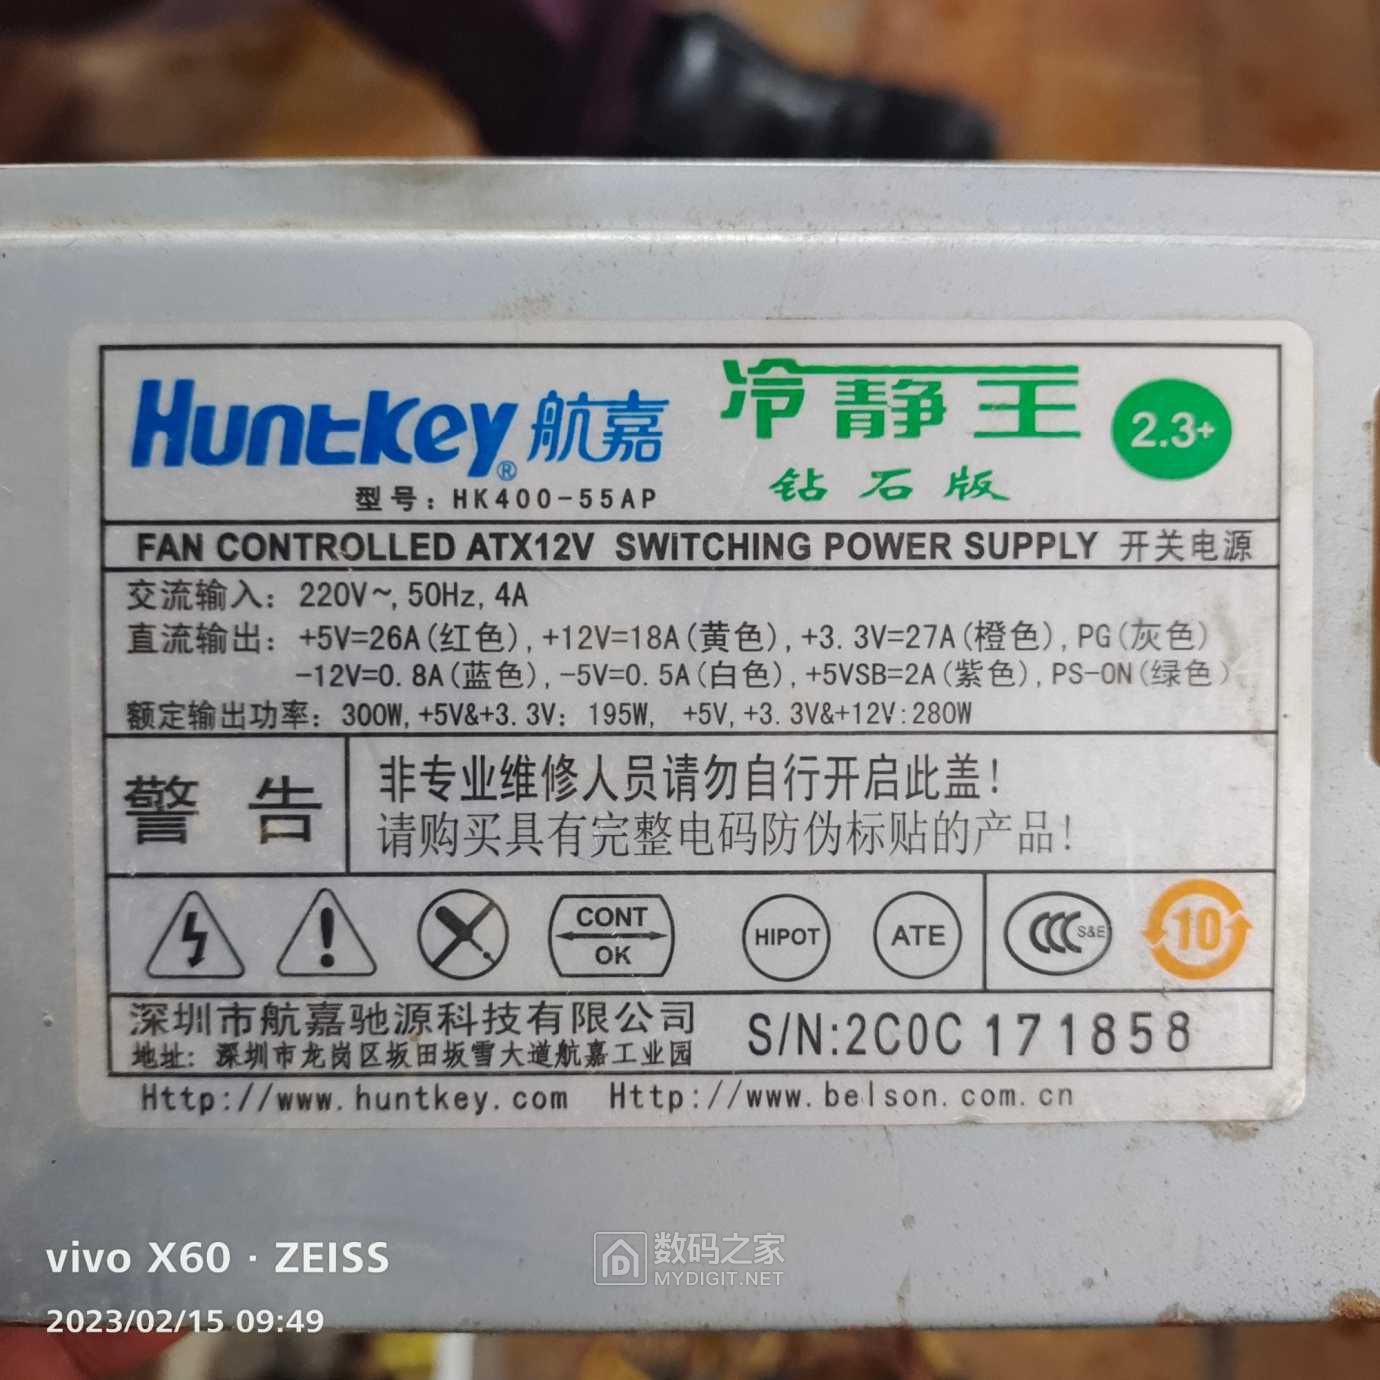 Huntkey® 航嘉 冷静王 2.3+
钻石版
型号：HK400-55AP
FAN CONTROLLED ATX12V SWITCHING POWER SUPPLY 开关电源
交流输入：220V~, 50Hz, 4A
直流输出：+5V=26A(红色), +12V=18A(黄色), +3.3V=27A(橙色), PG(灰色)
-12V=0.8A(蓝色), -5V=0.5A(白色), +5VSB=2A(紫色), PS-ON(绿色)
额定输出功率：300W, +5V&+3.3V：195W, +5V, +3.3V&+12V:280W
警告
非专业维修人员请勿自行开启此盖！
请购买具有完整电码防伪标贴的产品！
CONT
OK
HIPOT
ATE
CCC S&E
10
深圳市航嘉驰源科技有限公司
地址：深圳市龙岗区坂田坂雪大道航嘉工业园
S/N:2C0C 171858
Http://www.huntkey.com Http://www.belson.com.cn
vivo X60 · ZEISS
2023/02/15 09:49
数码之家
MYDIGIT.NET